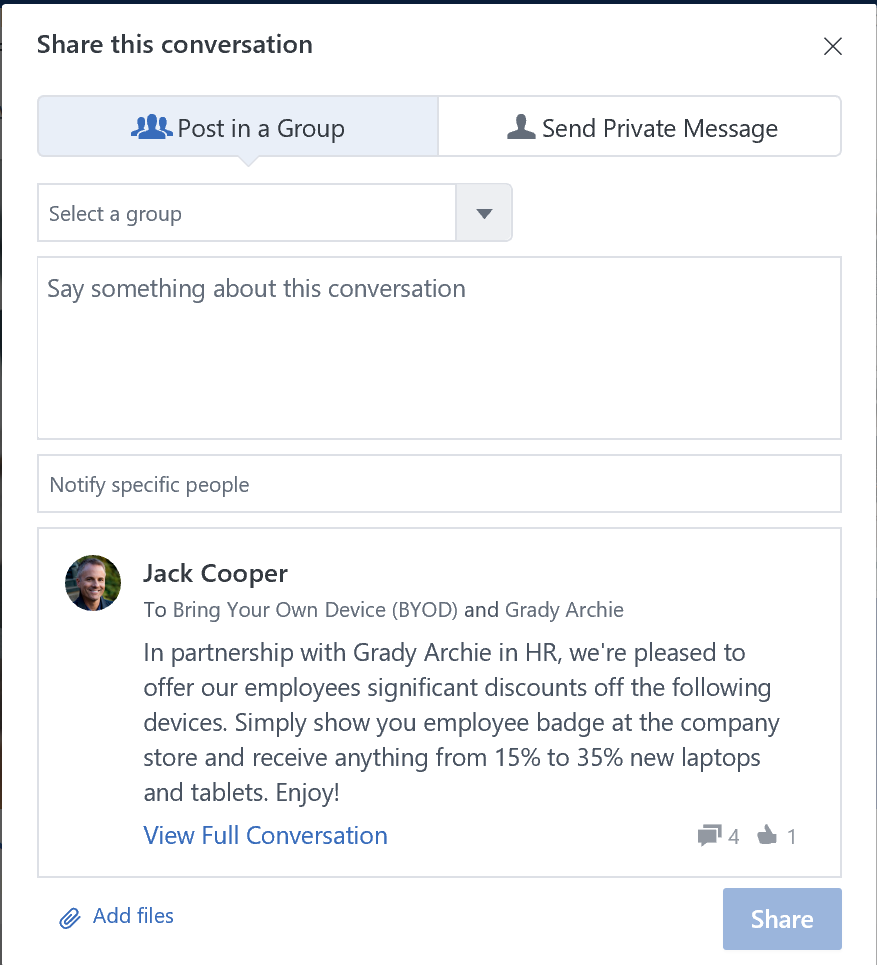 Share this conversation
Post in a Group
Send Private Message
Select a group
Say something about this conversation
Notify specific people
Jack Cooper
To Bring Your Own Device (BYOD) and Grady Archie
In partnership with Grady Archie in HR, we're pleased to
offer our employees significant discounts off the following
devices. Simply show you employee badge at the company
store and receive anything from 15% to 35% new laptops
and tablets. Enjoy!
View Full Conversation 4 1
Add files
Share